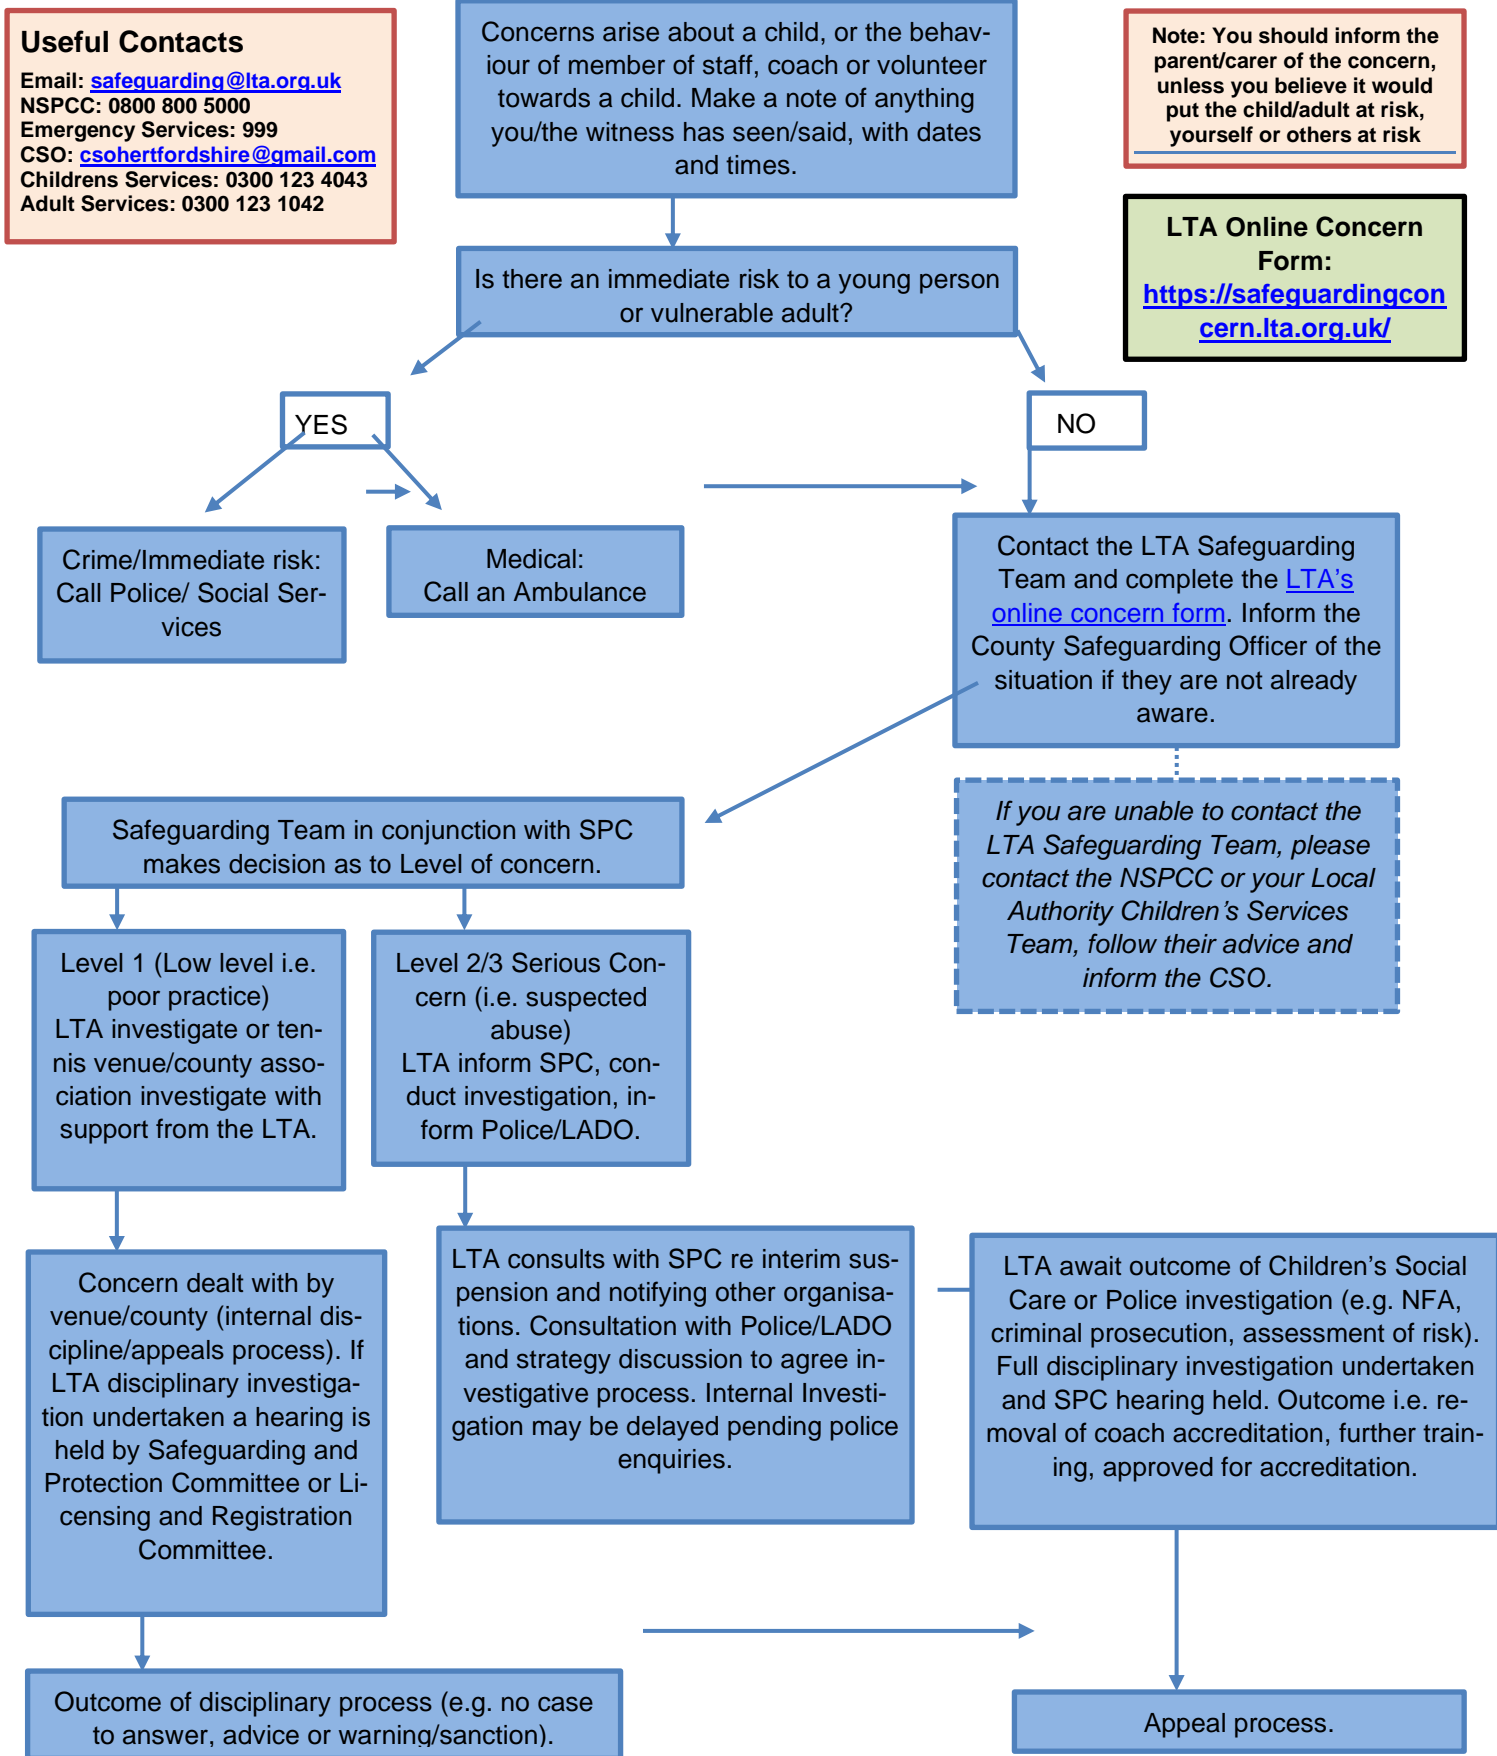 Useful Contacts
Email: safeguarding@lta.org.uk
NSPCC: 0800 800 5000
Emergency Services: 999
CSO: csohertfordshire@gmail.com
Childrens Services: 0300 123 4043
Adult Services: 0300 123 1042
Concerns arise about a child, or the behav-
iour of member of staff, coach or volunteer
towards a child. Make a note of anything
you/the witness has seen/said, with dates
and times.
Note: You should inform the
parent/carer of the concern,
unless you believe it would
put the child/adult at risk,
yourself or others at risk
LTA Online Concern
Form:
https://safeguardingcon
cern.lta.org.uk/
Is there an immediate risk to a young person
or vulnerable adult?
YES
NO
Crime/Immediate risk:
Call Police/ Social Ser-
vices
Medical:
Call an Ambulance
Contact the LTA Safeguarding
Team and complete the LTA’s
online concern form. Inform the
County Safeguarding Officer of the
situation if they are not already
aware.
If you are unable to contact the
LTA Safeguarding Team, please
contact the NSPCC or your Local
Authority Children’s Services
Team, follow their advice and
inform the CSO.
Safeguarding Team in conjunction with SPC
makes decision as to Level of concern.
Level 1 (Low level i.e.
poor practice)
LTA investigate or ten-
nis venue/county asso-
ciation investigate with
support from the LTA.
Level 2/3 Serious Con-
cern (i.e. suspected
abuse)
LTA inform SPC, con-
duct investigation, in-
form Police/LADO.
Concern dealt with by
venue/county (internal dis-
cipline/appeals process). If
LTA disciplinary investiga-
tion undertaken a hearing is
held by Safeguarding and
Protection Committee or Li-
censing and Registration
Committee.
LTA consults with SPC re interim sus-
pension and notifying other organisa-
tions. Consultation with Police/LADO
and strategy discussion to agree in-
vestigative process. Internal Investi-
gation may be delayed pending police
enquiries.
LTA await outcome of Children’s Social
Care or Police investigation (e.g. NFA,
criminal prosecution, assessment of risk).
Full disciplinary investigation undertaken
and SPC hearing held. Outcome i.e. re-
moval of coach accreditation, further train-
ing, approved for accreditation.
Outcome of disciplinary process (e.g. no case
to answer, advice or warning/sanction).
Appeal process.